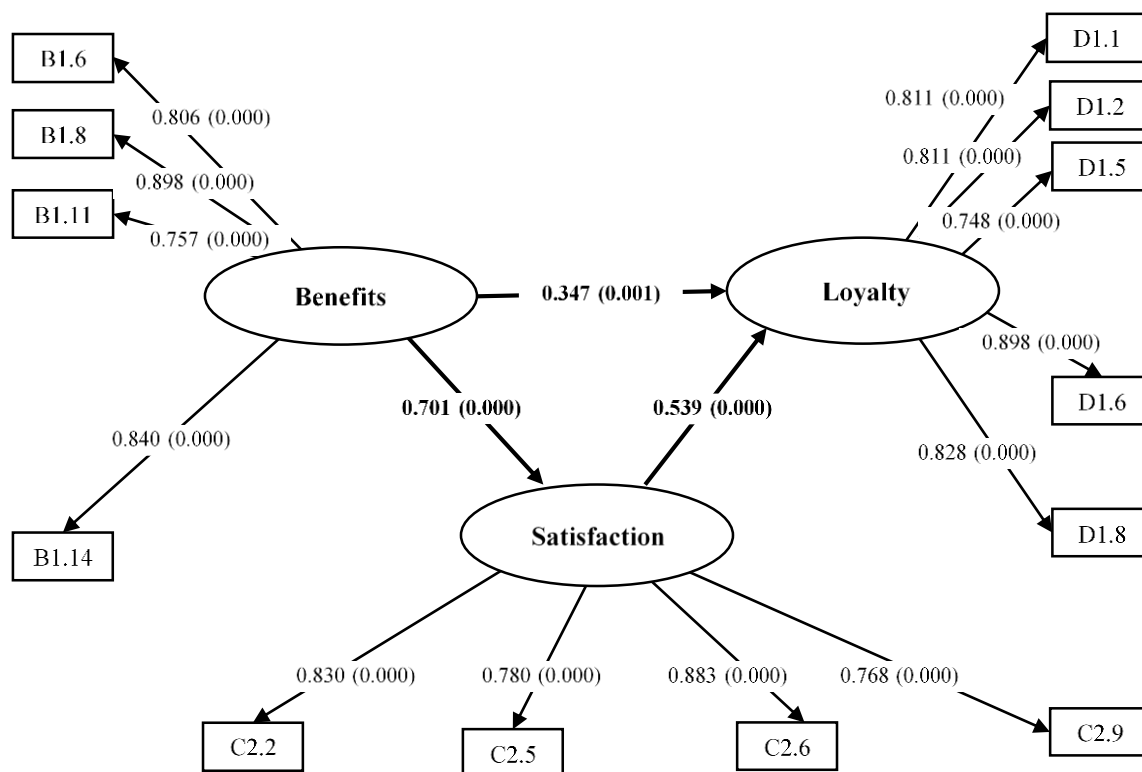 B1.6
0.806 (0.000)
B1.8
0.898 (0.000)
B1.11
0.757 (0.000)
D1.1
0.811 (0.000)
D1.2
0.811 (0.000)
D1.5
0.748 (0.000)
Benefits
0.347 (0.001)
Loyalty
0.898 (0.000)
D1.6
0.701 (0.000)
0.539 (0.000)
0.840 (0.000)
0.828 (0.000)
B1.14
Satisfaction
D1.8
0.830 (0.000)
0.780 (0.000)
0.883 (0.000)
0.768 (0.000)
C2.2
C2.5
C2.6
C2.9